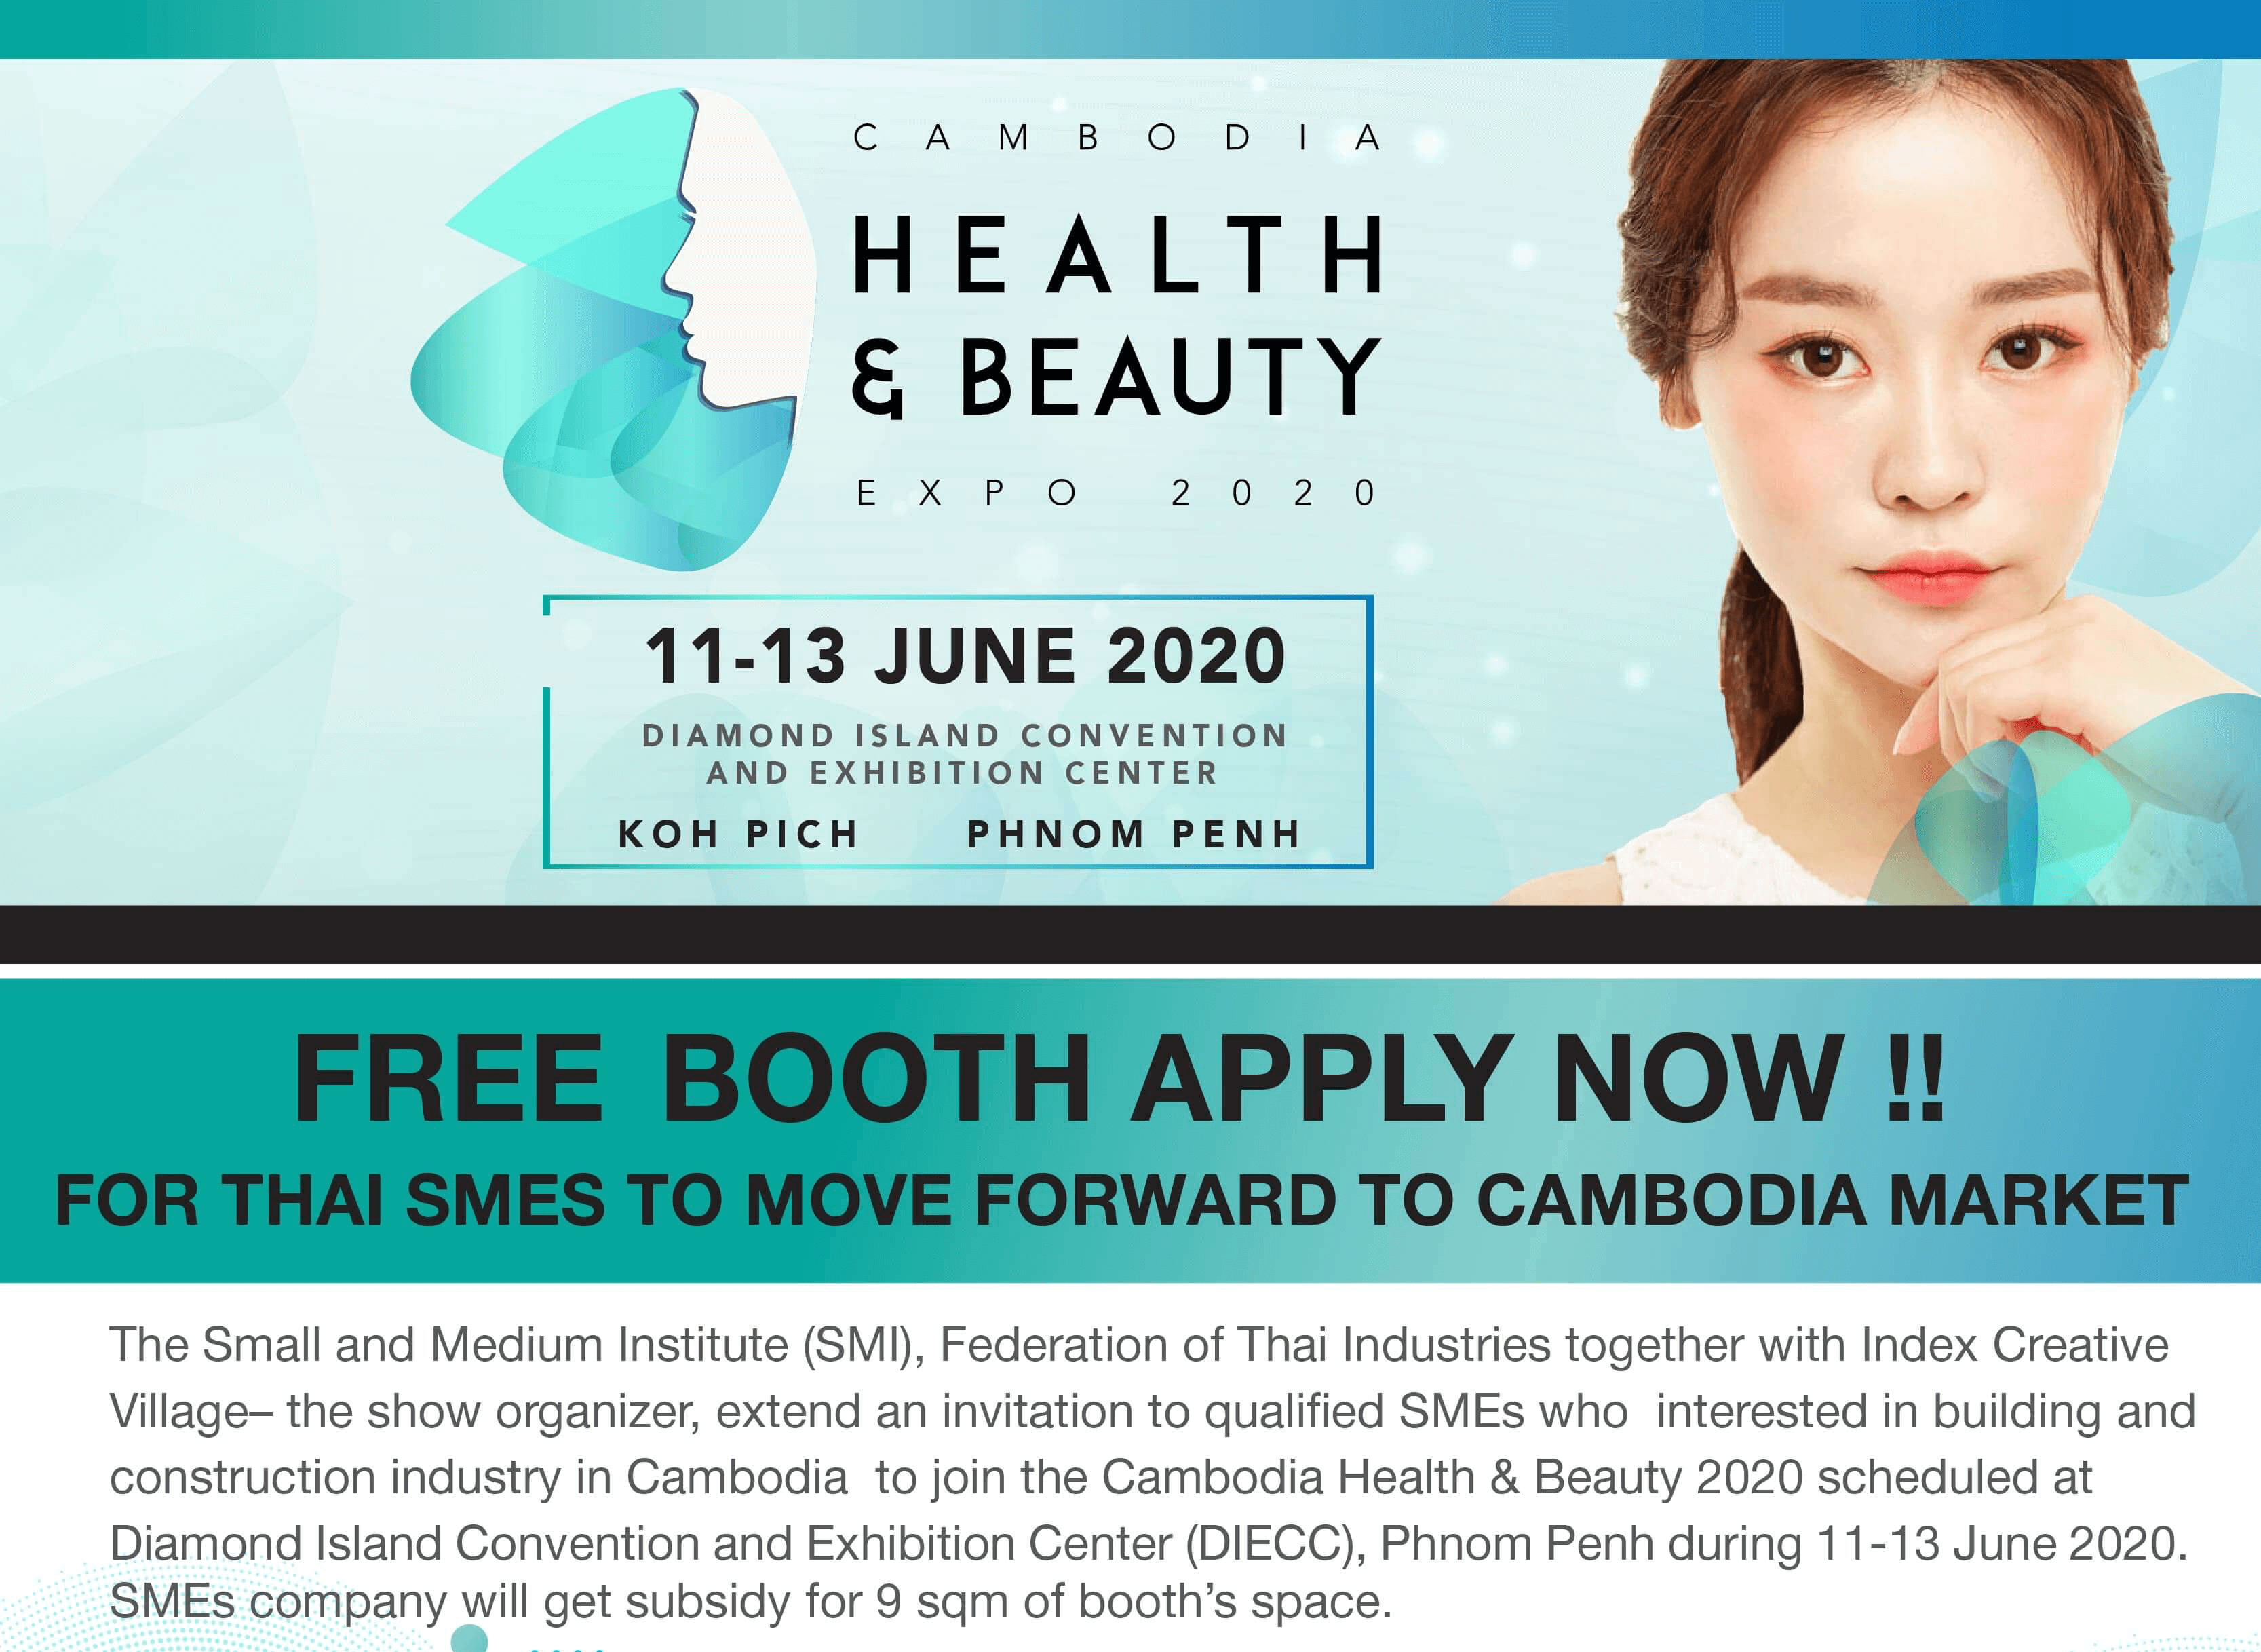 CAMBODIA
HEALTH
& BEAUTY
EXPO 2020
11-13 JUNE 2020
DIAMOND ISLAND CONVENTION
AND EXHIBITION CENTER
KOH PICH PHNOM PENH
FREE BOOTH APPLY NOW !!
FOR THAI SMES TO MOVE FORWARD TO CAMBODIA MARKET
The Small and Medium Institute (SMI), Federation of Thai Industries together with Index Creative
Village– the show organizer, extend an invitation to qualified SMEs who interested in building and
construction industry in Cambodia to join the Cambodia Health & Beauty 2020 scheduled at
Diamond Island Convention and Exhibition Center (DIECC), Phnom Penh during 11-13 June 2020.
SMEs company will get subsidy for 9 sqm of booth’s space.